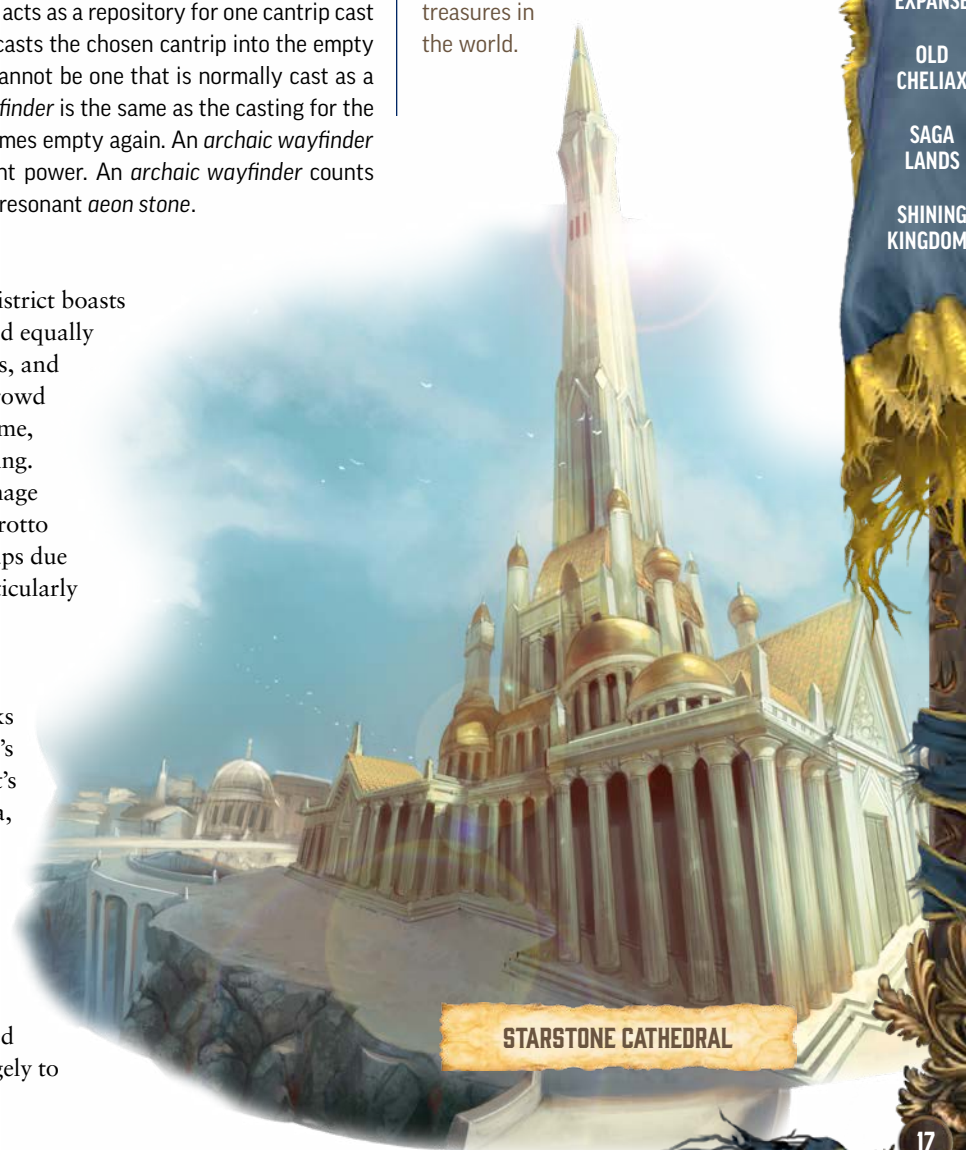 acts as a repository for one cantrip cast
casts the chosen cantrip into the empty
annot be one that is normally cast as a
finder is the same as the casting for the
mes empty again. An archaic wayfinder
nt power. An archaic wayfinder counts
resonant aeon stone.
treasures in
the world.
istrict boasts
d equally
s, and
rowd
me,
ng.
nage
rotto
ps due
ticularly
ks
’s
t’s
a,
d
gely to
STARSTONE CATHEDRAL
EXPANSE
OLD
CHELIAX
SAGA
LANDS
SHINING
KINGDOM
17